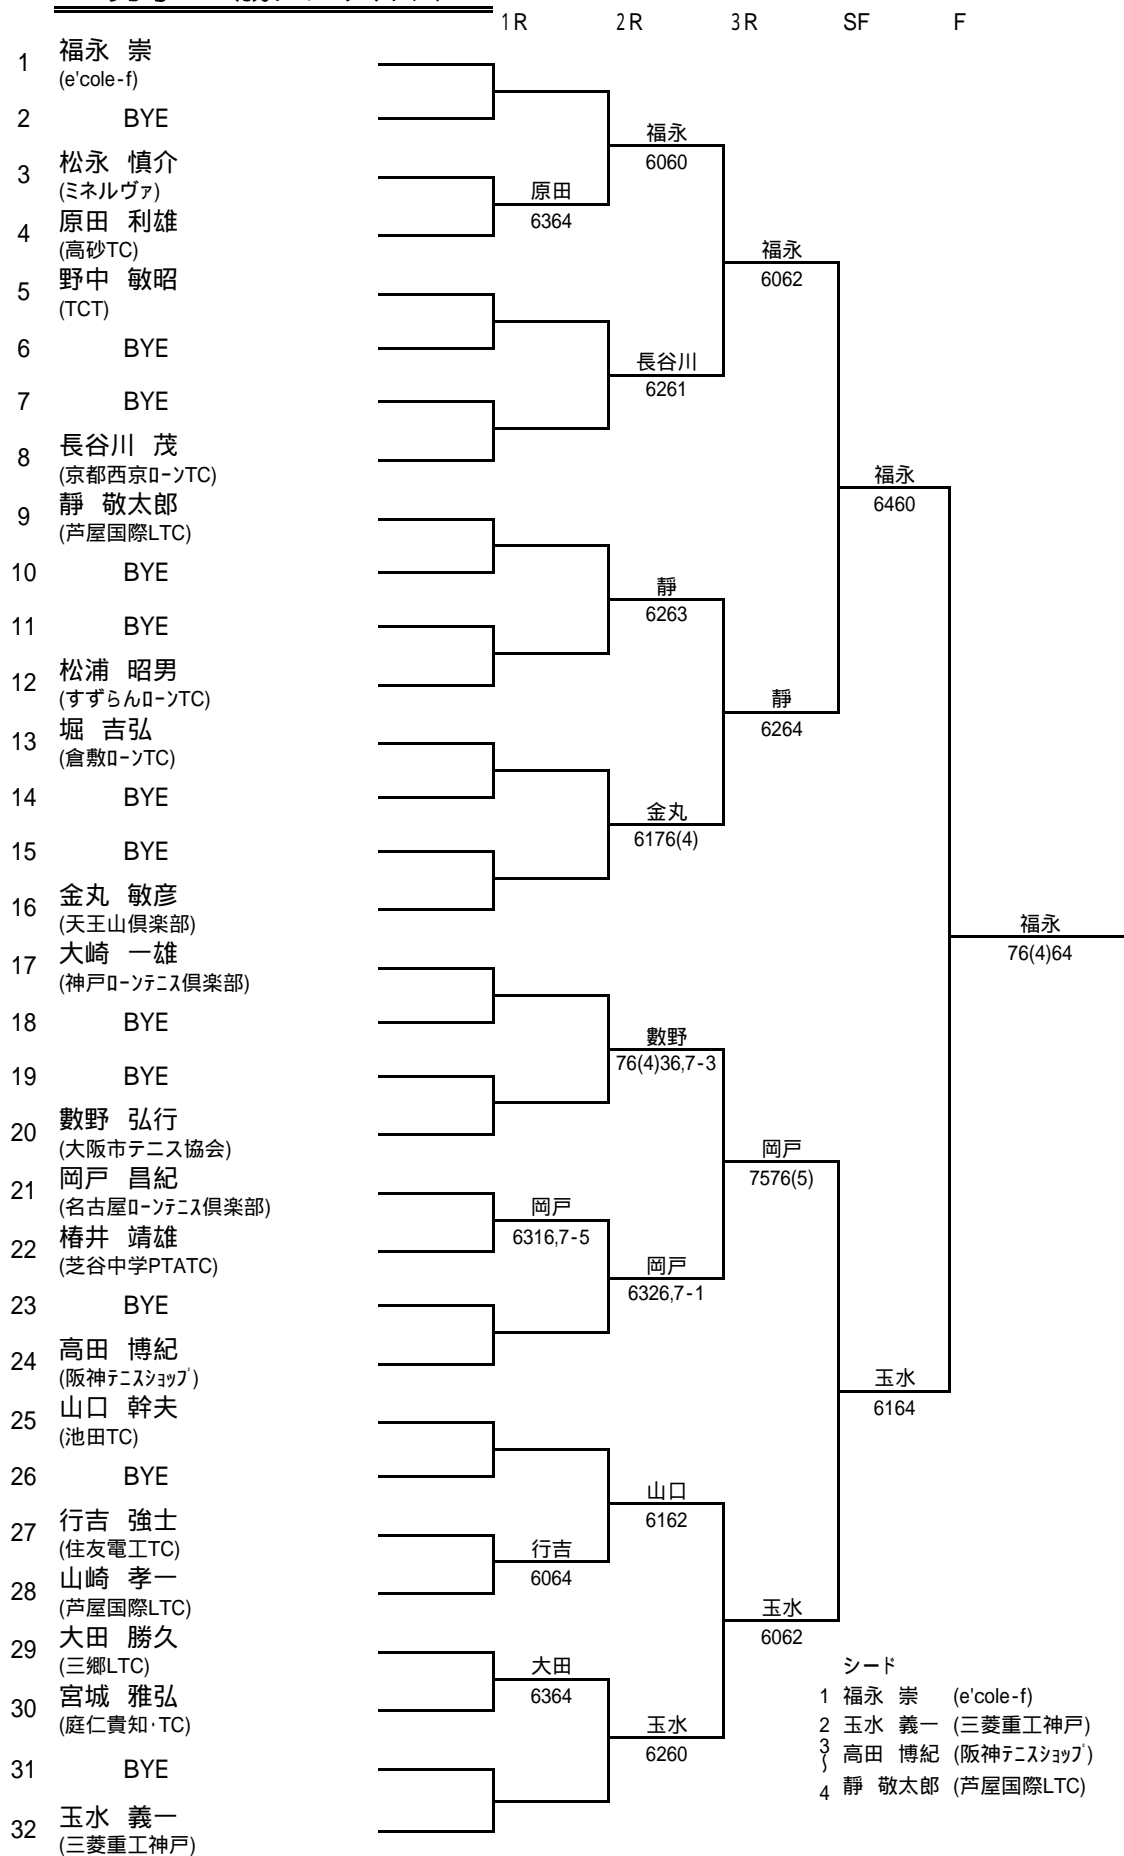 1R 2R 3R SF F
1 福永 崇
(e'cole-f)
2 BYE
福永
6060
3 松永 慎介
(ミネルヴァ)
原田
6364
4 原田 利雄
(高砂TC)
福永
6062
5 野中 敏昭
(TCT)
6 BYE
長谷川
6261
7 BYE
8 長谷川 茂
(京都西京ローンTC)
福永
6460
9 靜 敬太郎
(芦屋国際LTC)
10 BYE
靜
6263
11 BYE
12 松浦 昭男
(すずらんローンTC)
靜
6264
13 堀 吉弘
(倉敷ローンTC)
14 BYE
金丸
6176(4)
15 BYE
16 金丸 敏彦
(天王山倶楽部)
福永
76(4)64
17 大崎 一雄
(神戸ローンテニス倶楽部)
18 BYE
數野
76(4)36,7-3
19 BYE
20 數野 弘行
(大阪市テニス協会)
岡戸
7576(5)
21 岡戸 昌紀
(名古屋ローンテニス倶楽部)
岡戸
6316,7-5
22 椿井 靖雄
(芝谷中学PTATC)
岡戸
6326,7-1
23 BYE
24 高田 博紀
(阪神テニスショップ)
玉水
6164
25 山口 幹夫
(池田TC)
26 BYE
山口
6162
27 行吉 強士
(住友電工TC)
行吉
6064
28 山崎 孝一
(芦屋国際LTC)
玉水
6062
29 大田 勝久
(三郷LTC)
大田
6364
30 宮城 雅弘
(庭仁貴知・TC)
玉水
6260
31 BYE
32 玉水 義一
(三菱重工神戸)
シード
1 福永 崇 (e'cole-f)
2 玉水 義一 (三菱重工神戸)
3〜 高田 博紀 (阪神テニスショップ)
4 靜 敬太郎 (芦屋国際LTC)